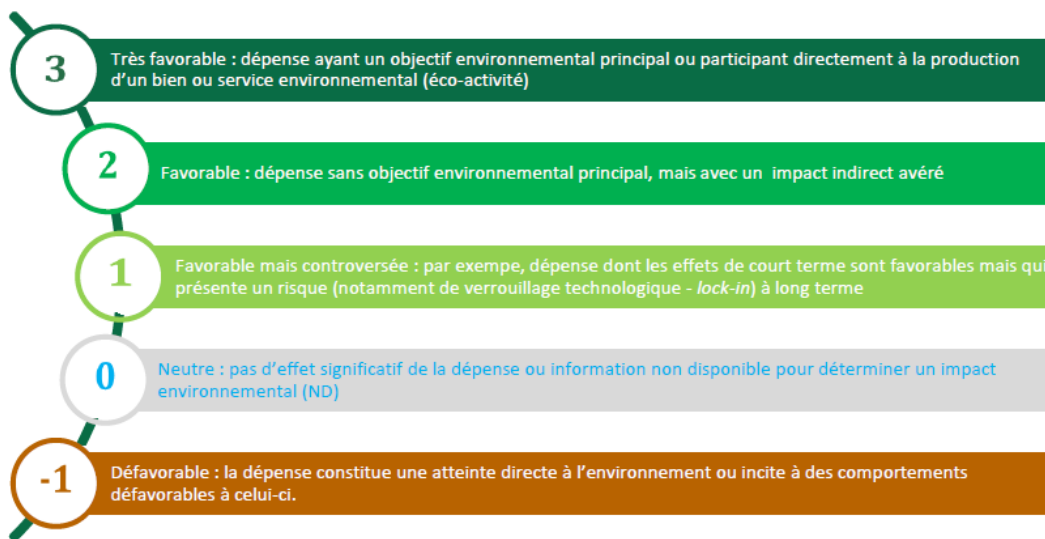 3
Très favorable : dépense ayant un objectif environnemental principal ou participant directement à la production
d'un bien ou service environnemental (éco-activité)
2
Favorable : dépense sans objectif environnemental principal, mais avec un impact indirect avéré
1
Favorable mais controversée : par exemple, dépense dont les effets de court terme sont favorables mais qui
présente un risque (notamment de verrouillage technologique - lock-in) à long terme
0
Neutre : pas d'effet significatif de la dépense ou information non disponible pour déterminer un impact
environnemental (ND)
-1
Défavorable : la dépense constitue une atteinte directe à l'environnement ou incite à des comportements
défavorables à celui-ci.